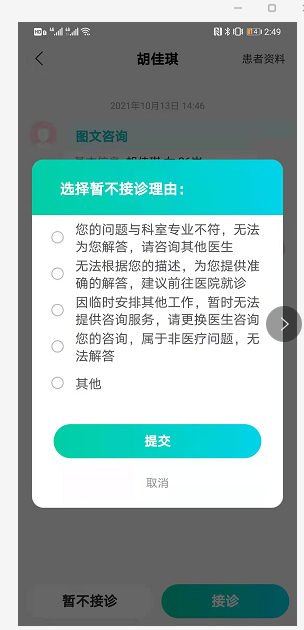 2:49
胡佳琪
患者资料
2021年10月13日 14:46
图文咨询
选择暂不接诊理由：
您的问题与科室专业不符，无法
为您解答，请咨询其他医生
无法根据您的描述，为您提供准
确的解答，建议前往医院就诊
因临时安排其他工作，暂时无法
提供咨询服务，请更换医生咨询
您的咨询，属于非医疗问题，无
法解答
其他
提交
取消
暂不接诊
接诊